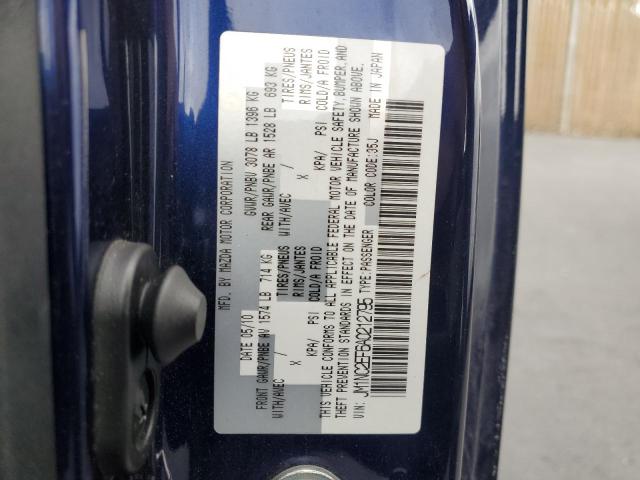 MFD. BY MAZDA MOTOR CORPORATION
DATE 05/10 GVWR/PNBV 3078 LB 1396 KG
FRONT GAWR/PNBE AV 1574 LB 714 KG REAR GAWR/PNBE AR 1528 LB 693 KG
WITH/AVEC TIRES/PNEUS WITH/AVEC TIRES/PNEUS
X RIMS/JANTES X RIMS/JANTES
KPA/ PSI COLD/A FROID KPA/ PSI COLD/A FROID
THIS VEHICLE CONFORMS TO ALL APPLICABLE FEDERAL MOTOR VEHICLE SAFETY, BUMPER, AND
THEFT PREVENTION STANDARDS IN EFFECT ON THE DATE OF MANUFACTURE SHOWN ABOVE.
VIN: JM1NC2EF6A0212795 TYPE:PASSENGER COLOR CODE:35J MADE IN JAPAN